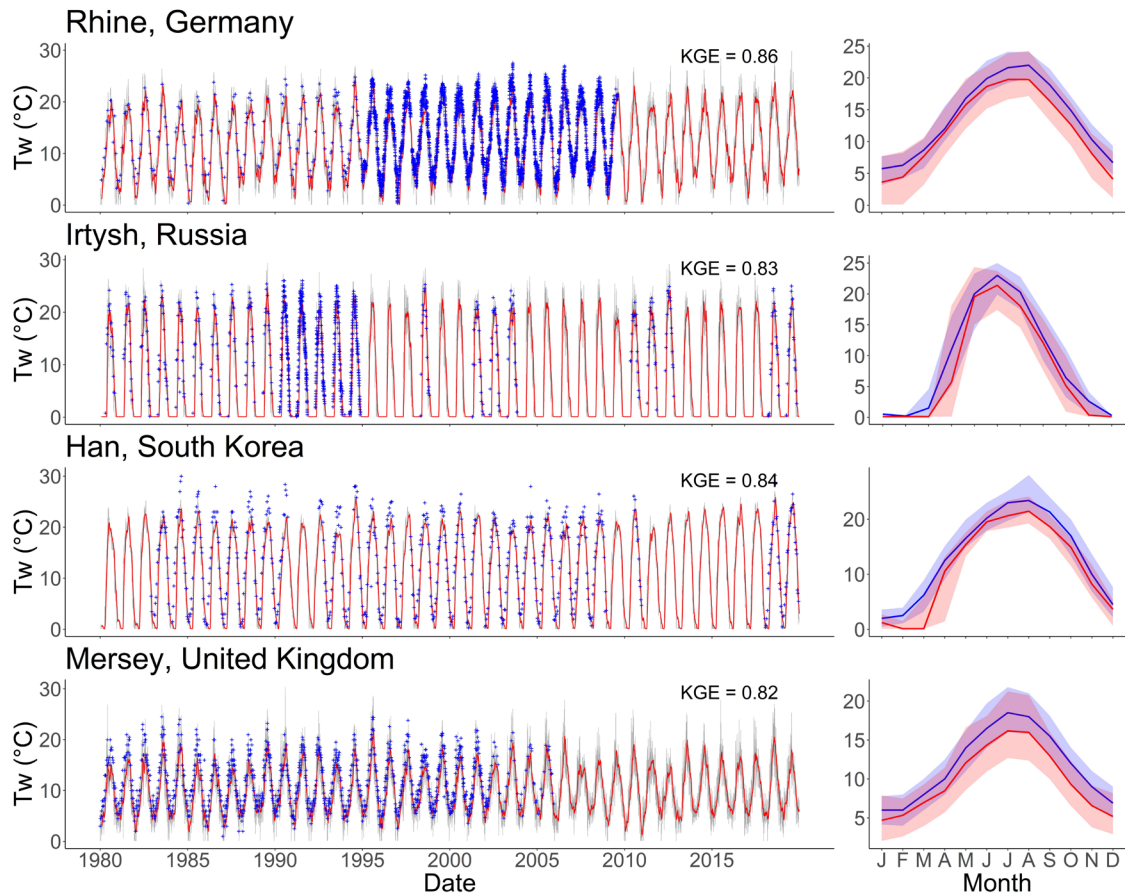 Rhine, Germany
KGE = 0.86
Tw (°C)
30
20
10
0
25
20
15
10
5
0
Irtysh, Russia
KGE = 0.83
Tw (°C)
30
20
10
0
25
20
15
10
5
0
Han, South Korea
KGE = 0.84
Tw (°C)
30
20
10
0
20
10
0
Mersey, United Kingdom
KGE = 0.82
Tw (°C)
30
20
10
0
20
15
10
5
1980 1985 1990 1995 2000 2005 2010 2015
J F M A M J J A S O N D
Date
Month